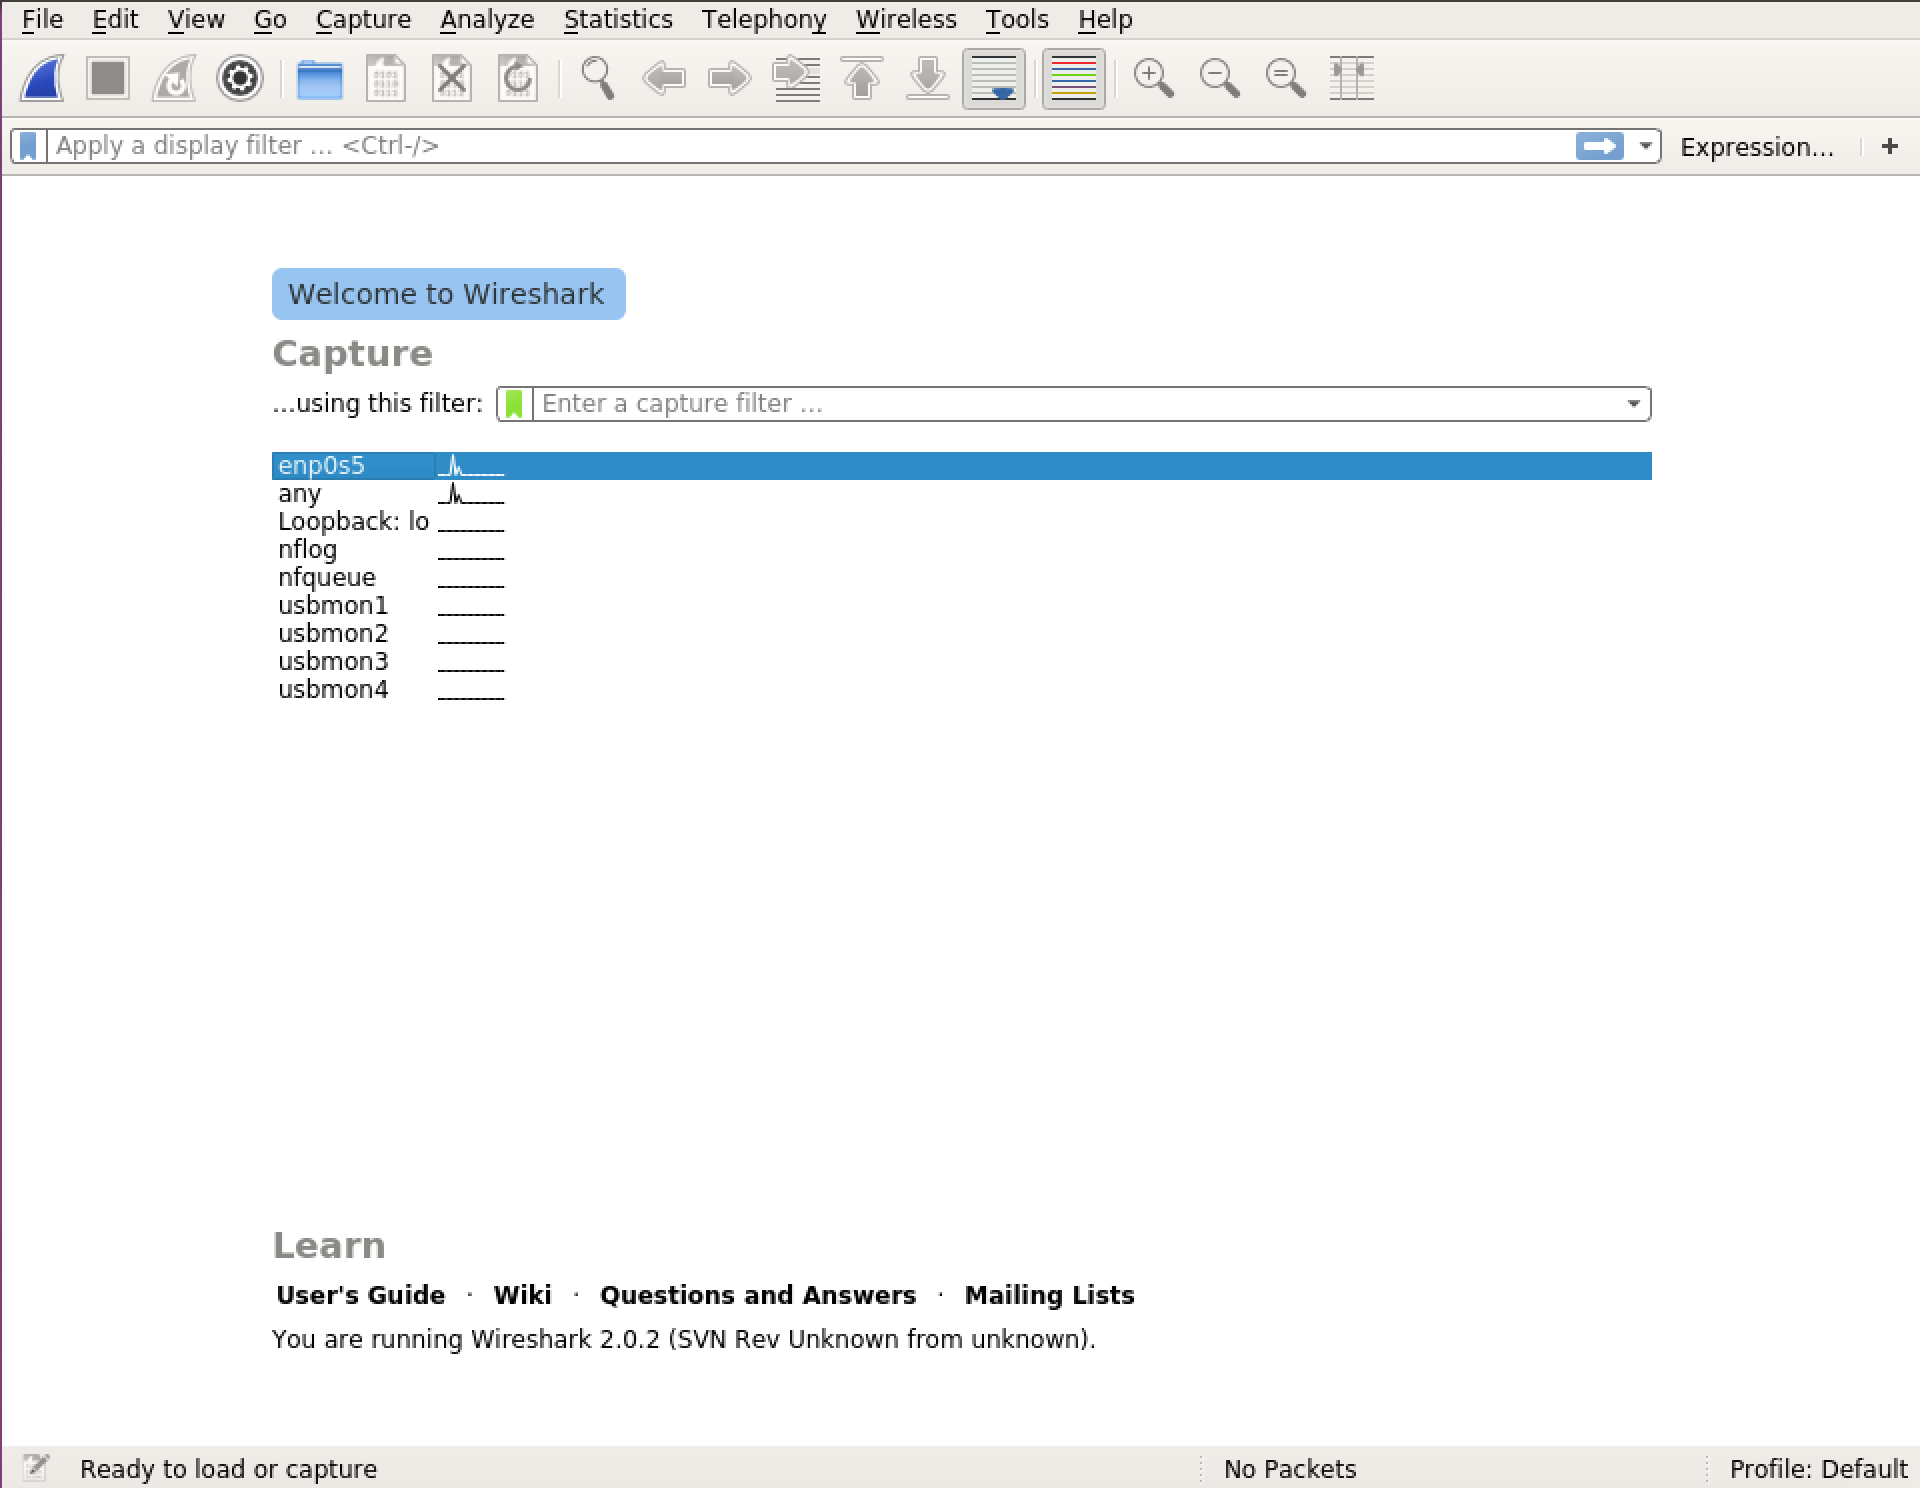 File Edit View Go Capture Analyze Statistics Telephony Wireless Tools Help
Apply a display filter ... <Ctrl-/> Expression... +
Welcome to Wireshark
Capture
...using this filter: Enter a capture filter ...
enp0s5
any
Loopback: lo
nflog
nfqueue
usbmon1
usbmon2
usbmon3
usbmon4
Learn
User's Guide · Wiki · Questions and Answers · Mailing Lists
You are running Wireshark 2.0.2 (SVN Rev Unknown from unknown).
Ready to load or capture No Packets Profile: Default